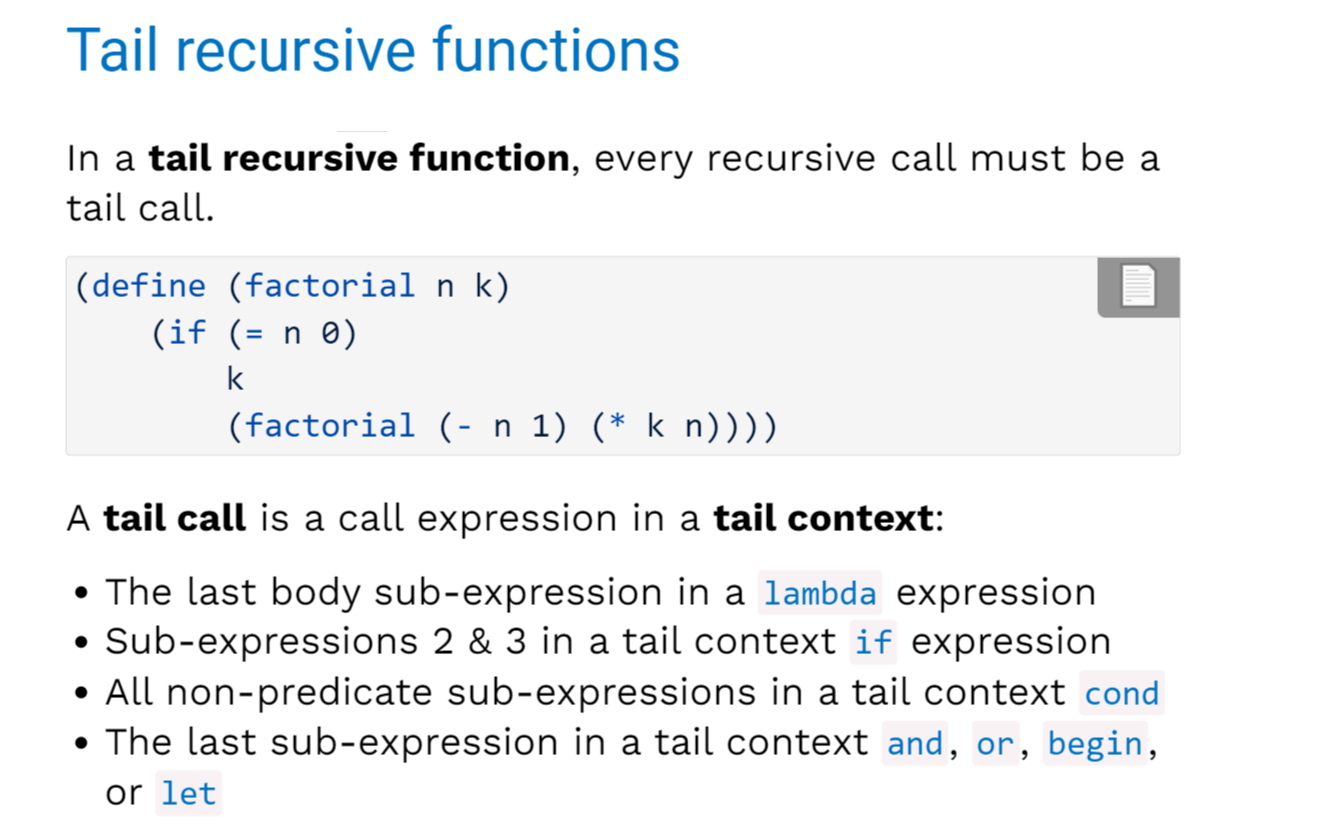 Tail recursive functions
In a tail recursive function, every recursive call must be a
tail call.
(define (factorial n k)
    (if (= n 0)
        k
        (factorial (- n 1) (* k n))))
A tail call is a call expression in a tail context:
• The last body sub-expression in a lambda expression
• Sub-expressions 2 & 3 in a tail context if expression
• All non-predicate sub-expressions in a tail context cond
• The last sub-expression in a tail context and, or, begin,
or let